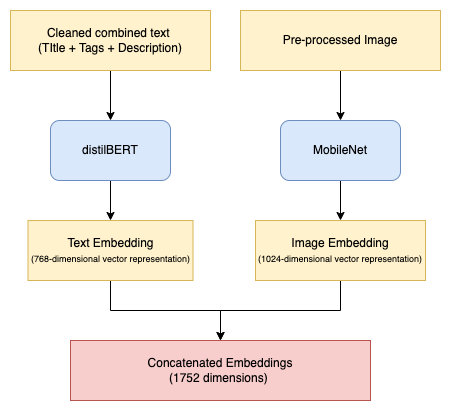 Cleaned combined text
(TItle + Tags + Description)
Pre-processed Image
distilBERT
MobileNet
Text Embedding
(768-dimensional vector representation)
Image Embedding
(1024-dimensional vector representation)
Concatenated Embeddings
(1752 dimensions)